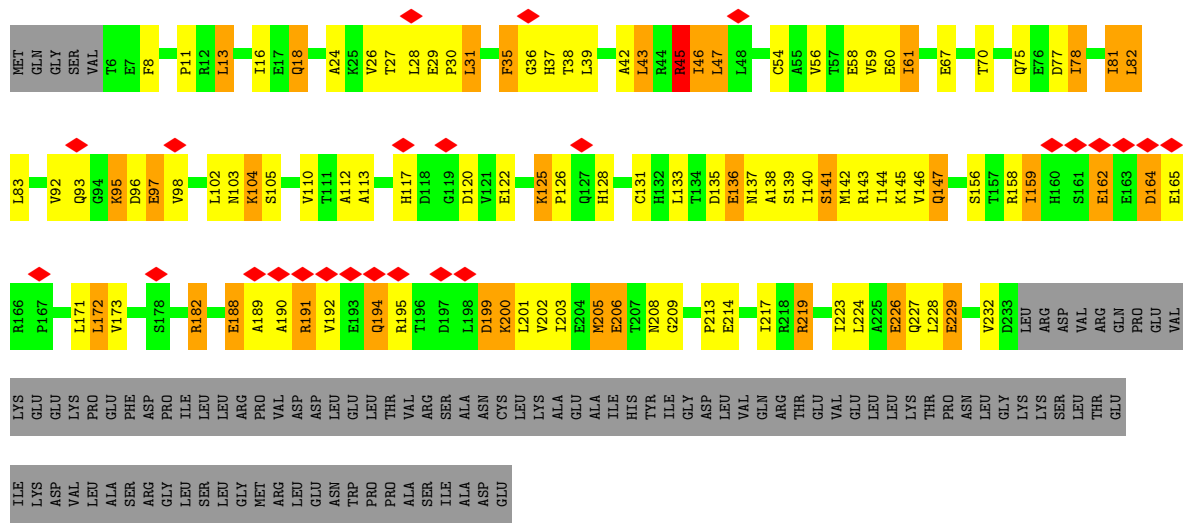 MET GLN GLY SER VAL T6 E7 F8 P11 R12 L13 I16 E17 Q18 A24 K25 V26 T27 L28 E29 P30 L31 F35 G36 H37 T38 L39 A42 L43 R44 R45 I46 L47 L48 C54 A55 V56 T57 E58 V59 E60 I61 E67 T70 Q75 E76 D77 I78 I81 L82
L83 V92 Q93 G94 K95 D96 E97 V98 L102 N103 K104 S105 V110 T111 A112 A113 H117 D118 G119 D120 V121 E122 K125 P126 Q127 H128 C131 H132 L133 T134 D135 E136 N137 A138 S139 I140 S141 M142 R143 I144 K145 V146 Q147 S156 T157 R158 I159 H160 S161 E162 E163 D164 E165
R166 P167 L171 L172 V173 S178 R182 E188 A189 A190 R191 V192 E193 Q194 R195 T196 D197 L198 D199 K200 L201 V202 I203 E204 M205 E206 T207 N208 G209 P213 E214 I217 R218 R219 I223 L224 A225 E226 Q227 L228 E229 V232 D233 LEU ARG ASP VAL ARG GLN PRO GLU VAL
LYS GLU GLU LYS PRO GLU PHE ASP PRO ILE LEU LEU ARG PRO VAL ASP ASP LEU GLU LEU THR VAL ARG SER ALA ASN CYS LEU LYS ALA GLU ALA ILE HIS TYR ILE GLY ASP LEU VAL GLN ARG THR GLU VAL GLU LEU LEU LYS THR PRO ASN LEU GLY LYS LYS SER LEU THR GLU
ILE LYS ASP VAL LEU ALA SER ARG GLY LEU SER LEU GLY MET ARG LEU GLU ASN TRP PRO PRO ALA SER ILE ALA ASP GLU